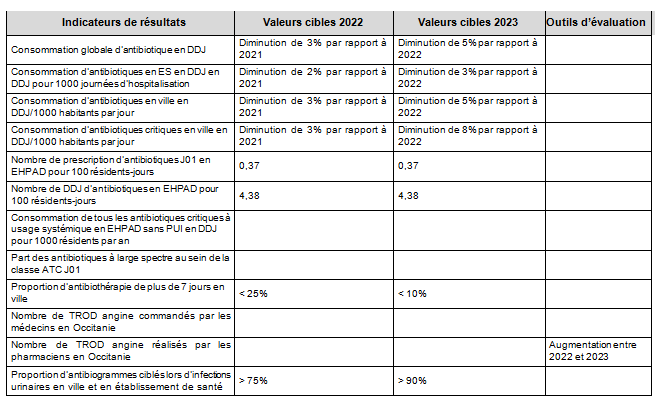 Indicateurs de résultats Valeurs cibles 2022 Valeurs cibles 2023 Outils d'évaluation
Consommation globale d'antibiotique en DDJ
Diminution de 3% par rapport à
2021
Diminution de 5% par rapport à
2022
Consommation d'antibiotiques en ES en DDJ en
DDJ pour 1000 journées d'hospitalisation
Diminution de 2% par rapport à
2021
Diminution de 3% par rapport à
2022
Consommation d'antibiotiques en ville en
DDJ/1000 habitants par jour
Diminution de 3% par rapport à
2021
Diminution de 5% par rapport à
2022
Consommation d'antibiotiques critiques en ville en
DDJ/1000 habitants par jour
Diminution de 3% par rapport à
2021
Diminution de 8% par rapport à
2022
Nombre de prescription d'antibiotiques J01 en
EHPAD pour 100 résidents-jours
0,37
0,37
Nombre de DDJ d'antibiotiques en EHPAD pour
100 résidents-jours
4,38
4,38
Consommation de tous les antibiotiques critiques à
usage systémique en EHPAD sans PUI en DDJ
pour 1000 résidents par an
Part des antibiotiques à large spectre au sein de la
classe ATC J01
Proportion d'antibiothérapie de plus de 7 jours en
ville
< 25%
< 10%
Nombre de TROD angine commandés par les
médecins en Occitanie
Nombre de TROD angine réalisés par les
pharmaciens en Occitanie
Augmentation entre
2022 et 2023
Proportion d'antibiogrammes ciblés lors d'infections
urinaires en ville et en établissement de santé
> 75%
> 90%